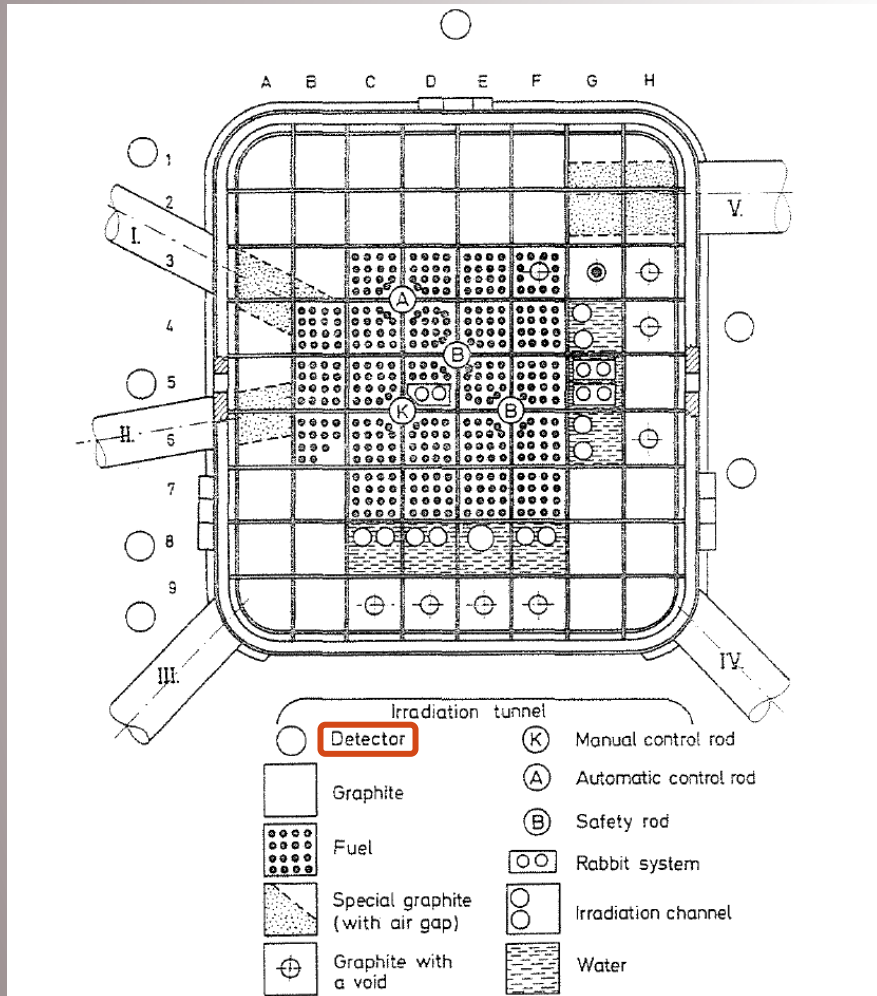 A B C D E F G H
1
2
3
4
5
6
7
8
9
I.
II.
III.
IV.
V.
A
B
K
B
Irradiation tunnel
Detector
Graphite
Fuel
Special graphite
(with air gap)
Graphite with
a void
K Manual control rod
A Automatic control rod
B Safety rod
Rabbit system
Irradiation channel
Water